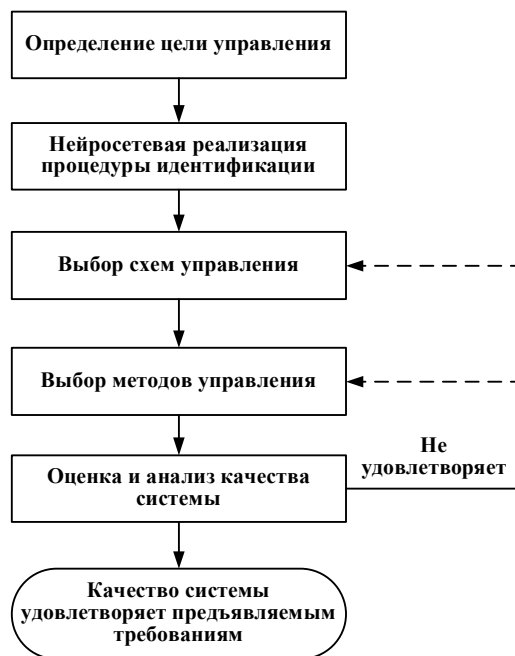 Определение цели управления
Нейросетевая реализация
процедуры идентификации
Выбор схем управления
Выбор методов управления
Не
удовлетворяет
Оценка и анализ качества
системы
Качество системы
удовлетворяет предъявляемым
требованиям